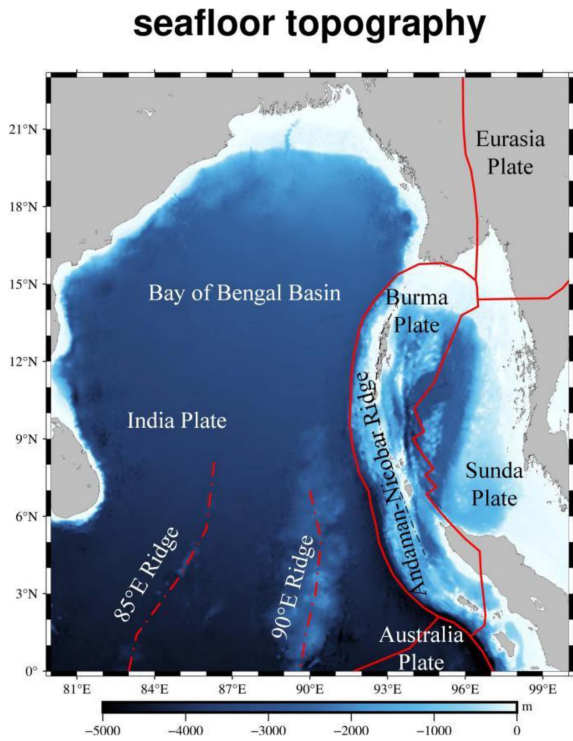 seafloor topography
21°N
18°N
15°N
12°N
9°N
6°N
3°N
0°
Eurasia
Plate
Bay of Bengal Basin
Burma
Plate
Andaman-Nicobar Ridge
India Plate
Sunda
Plate
85°E Ridge
90°E Ridge
Australia
Plate
81°E 84°E 87°E 90°E 93°E 96°E 99°E
m
−5000 −4000 −3000 −2000 −1000 0